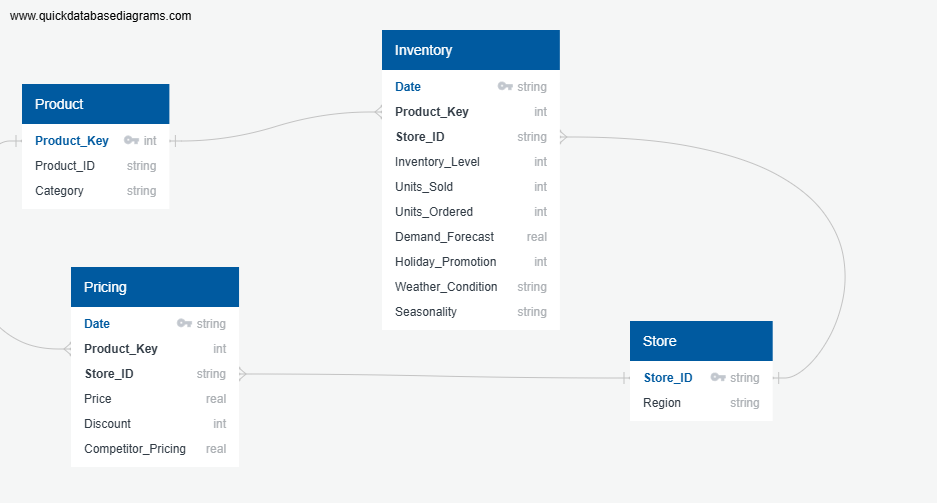 www.quickdatabasediagrams.com
Product
Product_Key int
Product_ID string
Category string
Inventory
Date string
Product_Key int
Store_ID string
Inventory_Level int
Units_Sold int
Units_Ordered int
Demand_Forecast real
Holiday_Promotion int
Weather_Condition string
Seasonality string
Pricing
Date string
Product_Key int
Store_ID string
Price real
Discount int
Competitor_Pricing real
Store
Store_ID string
Region string